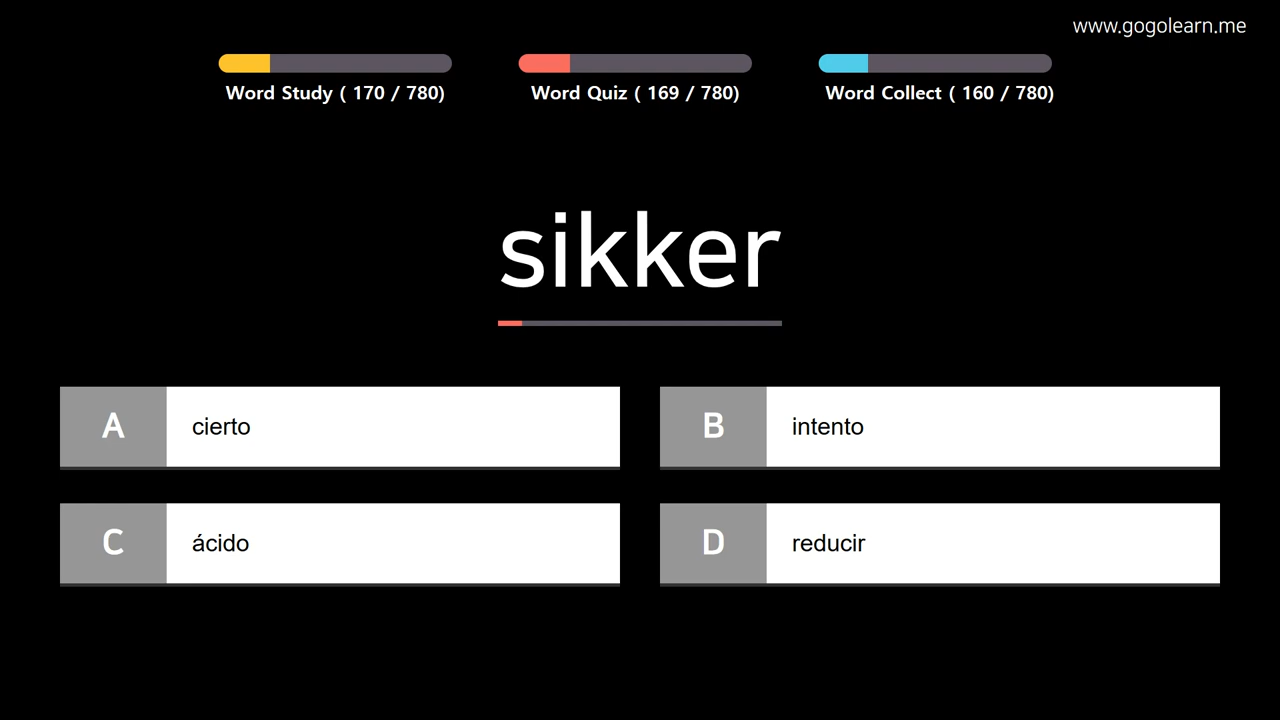 www.gogolearn.me
Word Study ( 170 / 780)
Word Quiz ( 169 / 780)
Word Collect ( 160 / 780)
sikker
A cierto
B intento
C ácido
D reducir